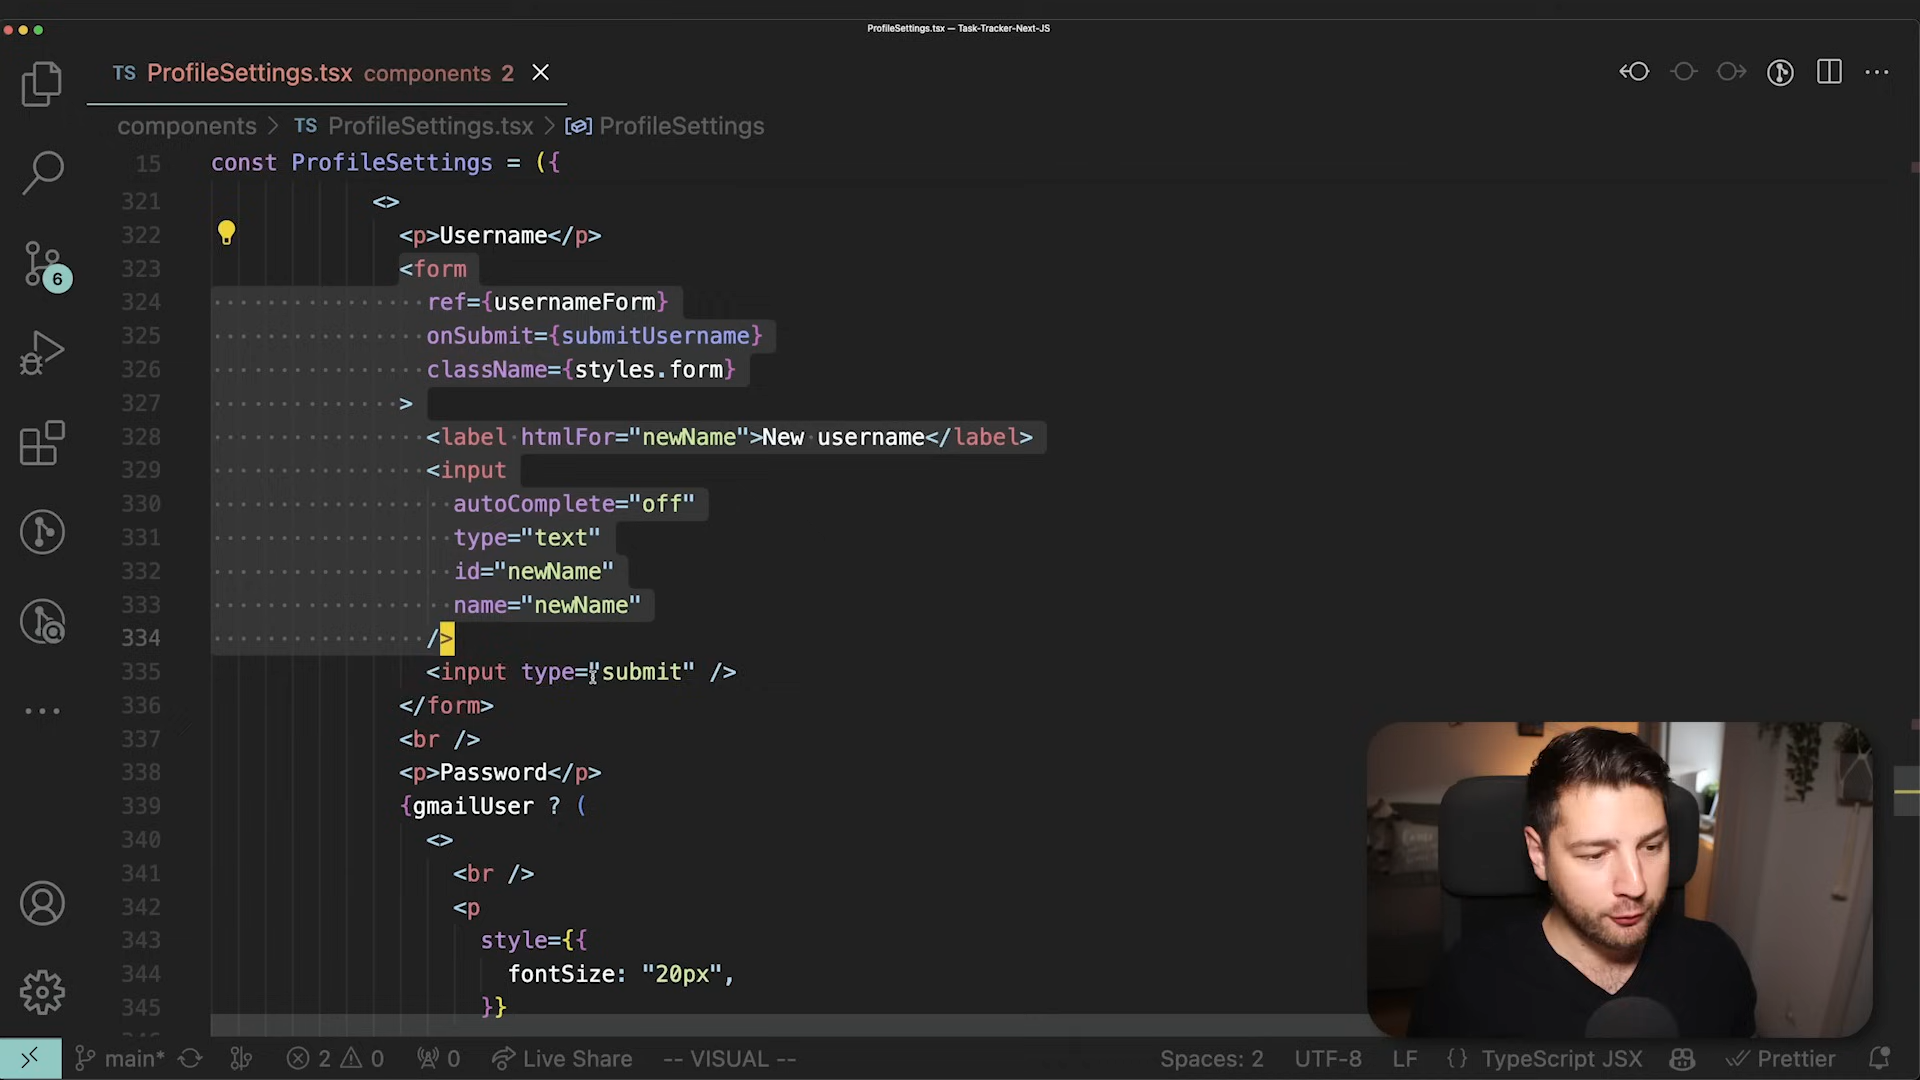 ProfileSettings.tsx — Task-Tracker-Next-JS
TS ProfileSettings.tsx components 2
components > TS ProfileSettings.tsx > ProfileSettings
15 const ProfileSettings = ({
321 <>
322 <p>Username</p>
323 <form
324 ref={usernameForm}
325 onSubmit={submitUsername}
326 className={styles.form}
327 >
328 <label htmlFor="newName">New username</label>
329 <input
330 autoComplete="off"
331 type="text"
332 id="newName"
333 name="newName"
334 />
335 <input type="submit" />
336 </form>
337 <br />
338 <p>Password</p>
339 {gmailUser ? (
340 <>
341 <br />
342 <p
343 style={{
344 fontSize: "20px",
345 }}
6
main* 2 0 0 Live Share -- VISUAL -- Spaces: 2 UTF-8 LF {} TypeScript JSX Prettier